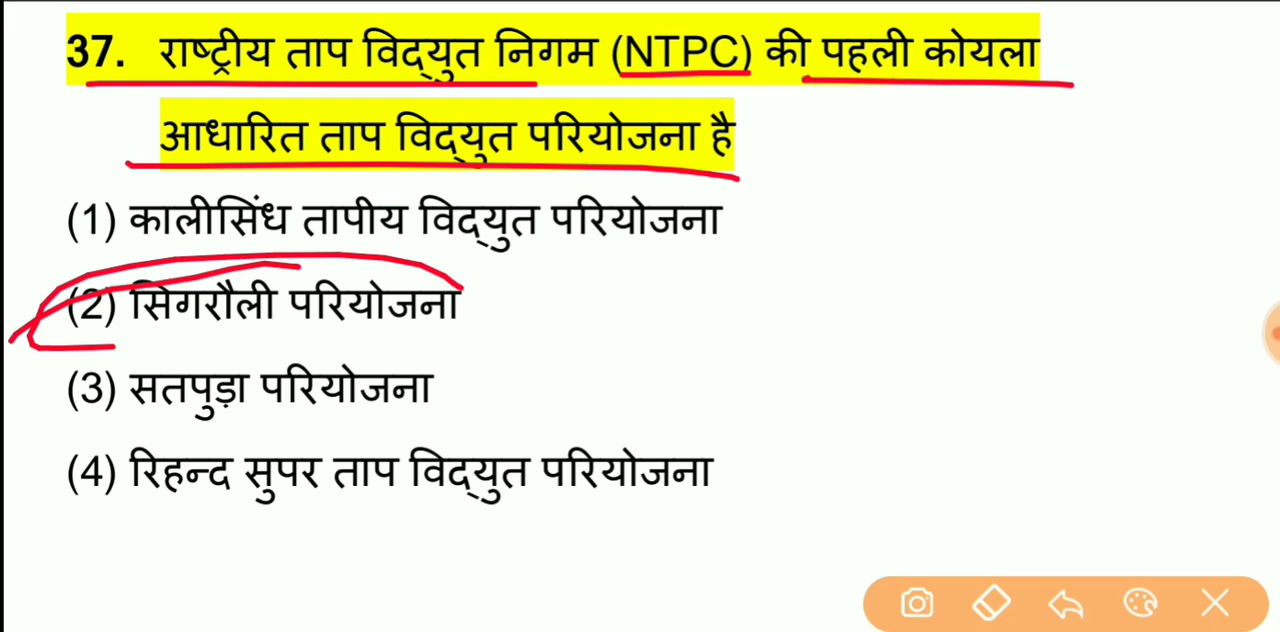 37. राष्ट्रीय ताप विद्युत निगम (NTPC) की पहली कोयला
आधारित ताप विद्युत परियोजना है
(1) कालीसिंध तापीय विद्युत परियोजना
(2) सिगरौली परियोजना
(3) सतपुड़ा परियोजना
(4) रिहन्द सुपर ताप विद्युत परियोजना